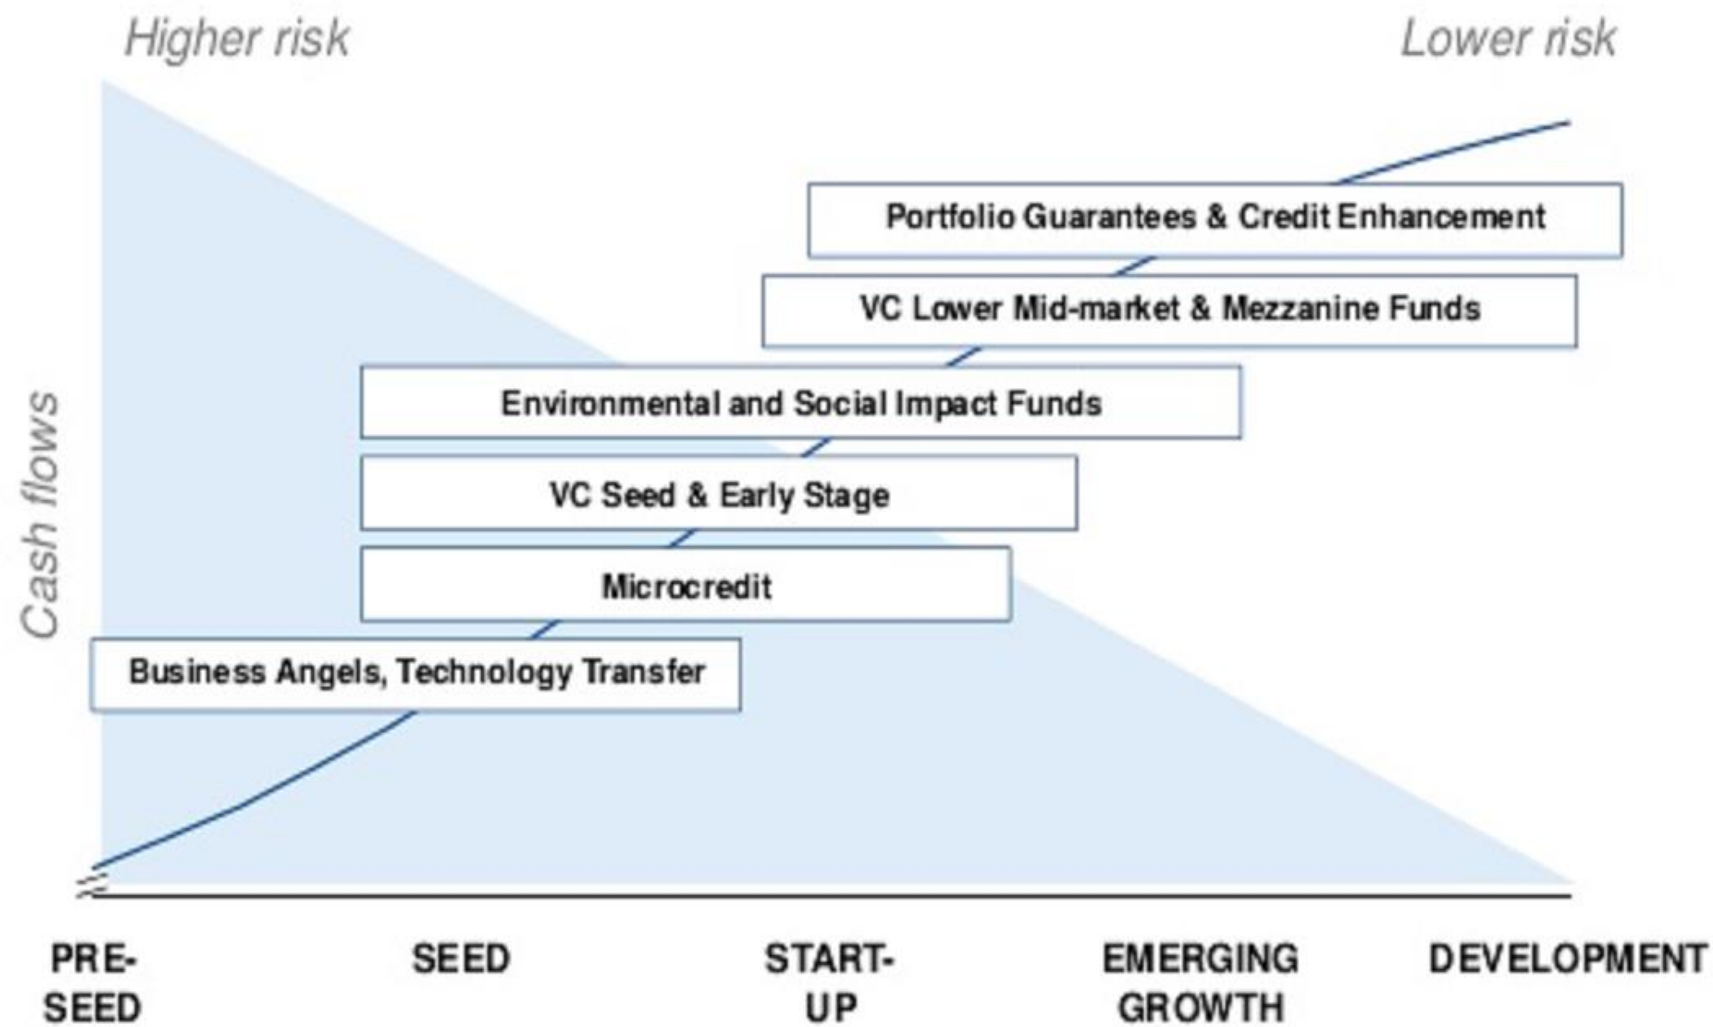 Higher risk
Lower risk
Portfolio Guarantees & Credit Enhancement
VC Lower Mid-market & Mezzanine Funds
Environmental and Social Impact Funds
VC Seed & Early Stage
Microcredit
Business Angels, Technology Transfer
Cash flows
PRE-
SEED
SEED
START-
UP
EMERGING
GROWTH
DEVELOPMENT